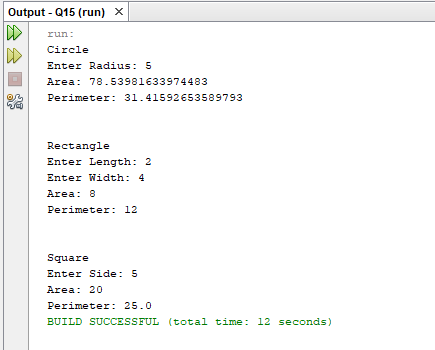 Output - Q15 (run) ×
run:
Circle
Enter Radius: 5
Area: 78.53981633974483
Perimeter: 31.41592653589793
Rectangle
Enter Length: 2
Enter Width: 4
Area: 8
Perimeter: 12
Square
Enter Side: 5
Area: 20
Perimeter: 25.0
BUILD SUCCESSFUL (total time: 12 seconds)